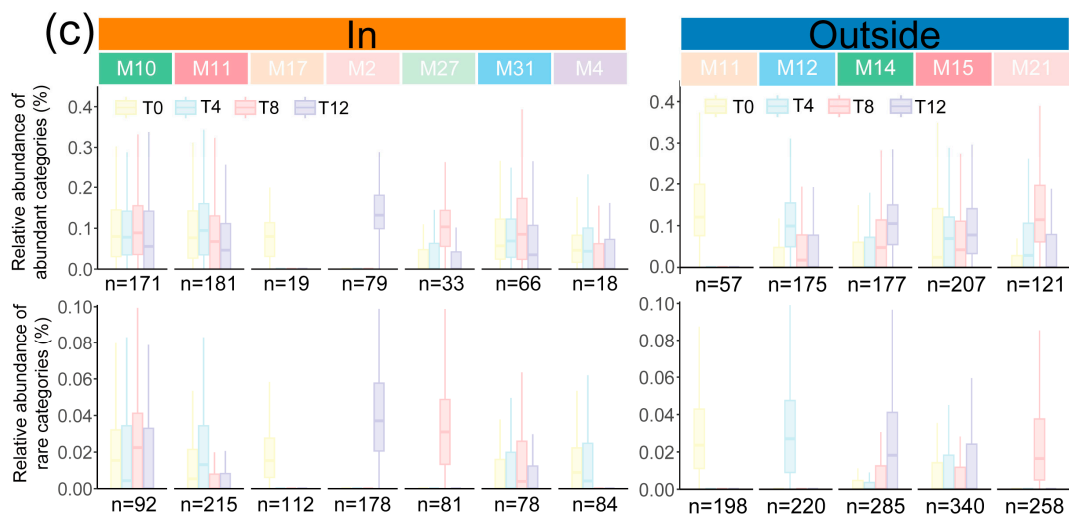 (c)
In
Outside
M10 M11 M17 M2 M27 M31 M4
M11 M12 M14 M15 M21
Relative abundance of
abundant categories (%)
0.4
0.3
0.2
0.1
0.0
T0 T4 T8 T12
n=171 n=181 n=19 n=79 n=33 n=66 n=18
0.4
0.3
0.2
0.1
0.0
T0 T4 T8 T12
n=57 n=175 n=177 n=207 n=121
Relative abundance of
rare categories (%)
0.10
0.08
0.06
0.04
0.02
0.00
n=92 n=215 n=112 n=178 n=81 n=78 n=84
0.10
0.08
0.06
0.04
0.02
0.00
n=198 n=220 n=285 n=340 n=258